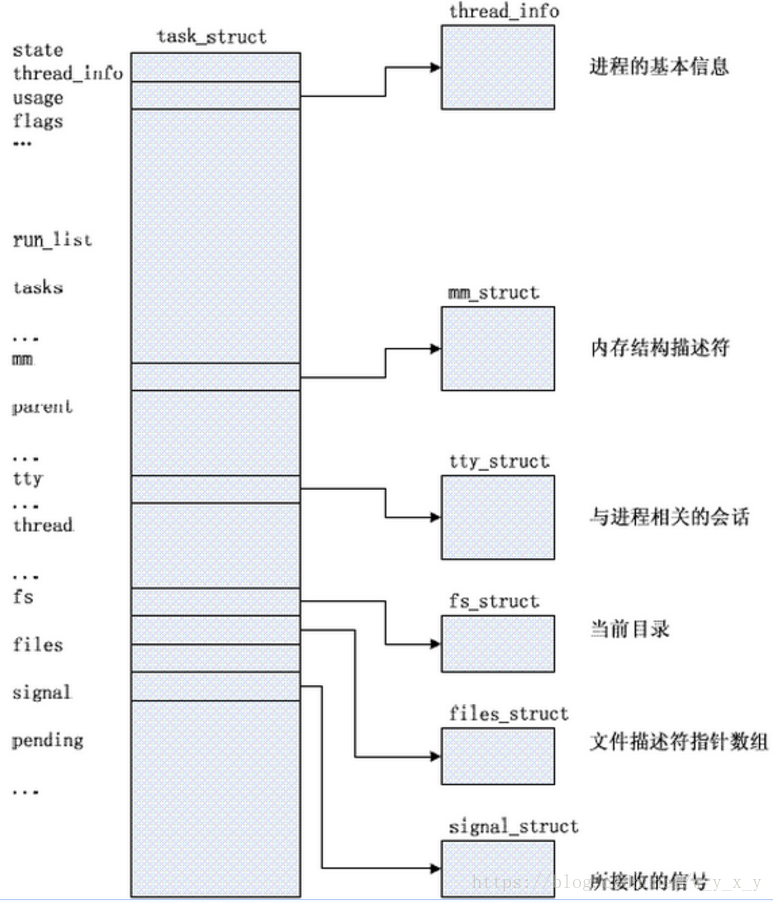 task_struct
state
thread_info
usage
flags
...
run_list
tasks
...
mm
parent
...
tty
...
thread
...
fs
files
signal
pending
...
thread_info
进程的基本信息
mm_struct
内存结构描述符
tty_struct
与进程相关的会话
fs_struct
当前目录
files_struct
文件描述符指针数组
signal_struct
所接收的信号
https://blog
y_x_y